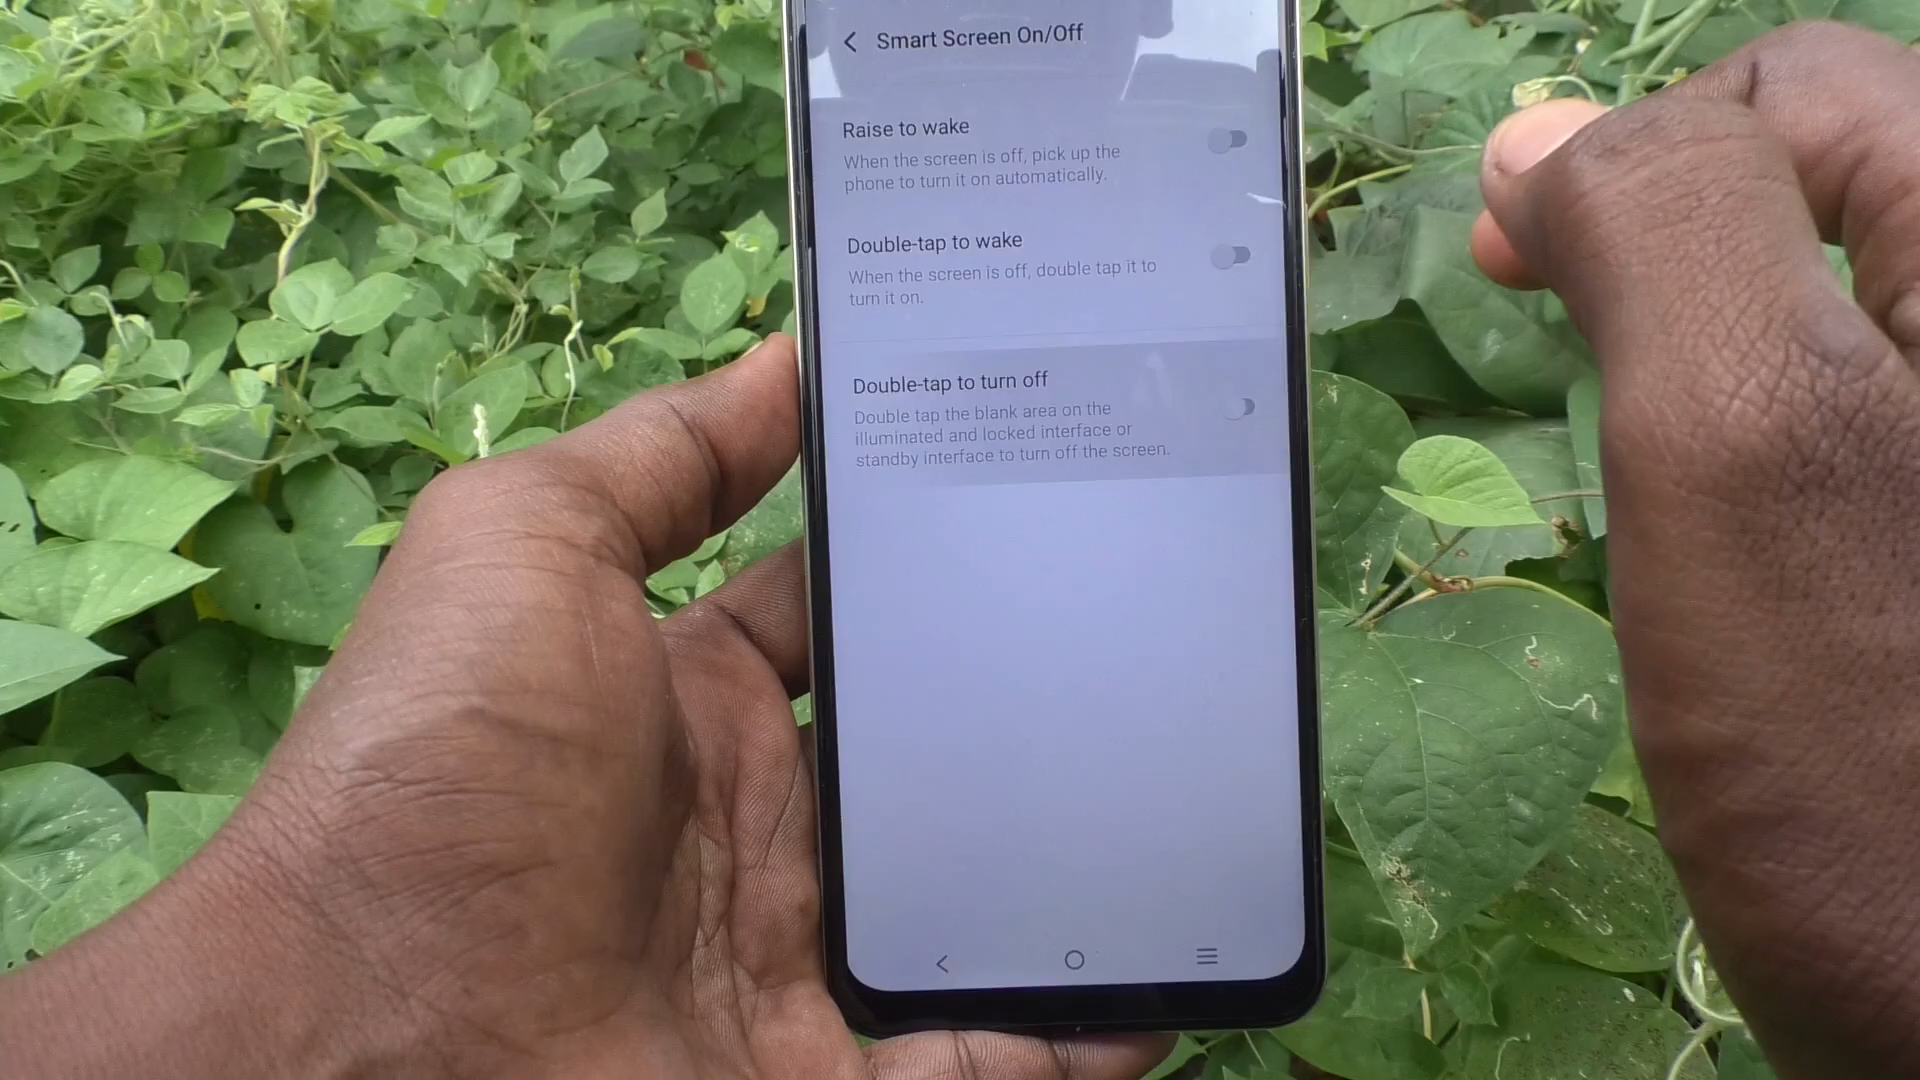 Smart Screen On/Off
Raise to wake
When the screen is off, pick up the
phone to turn it on automatically.
Double-tap to wake
When the screen is off, double tap it to
turn it on.
Double-tap to turn off
Double tap the blank area on the
illuminated and locked interface or
standby interface to turn off the screen.